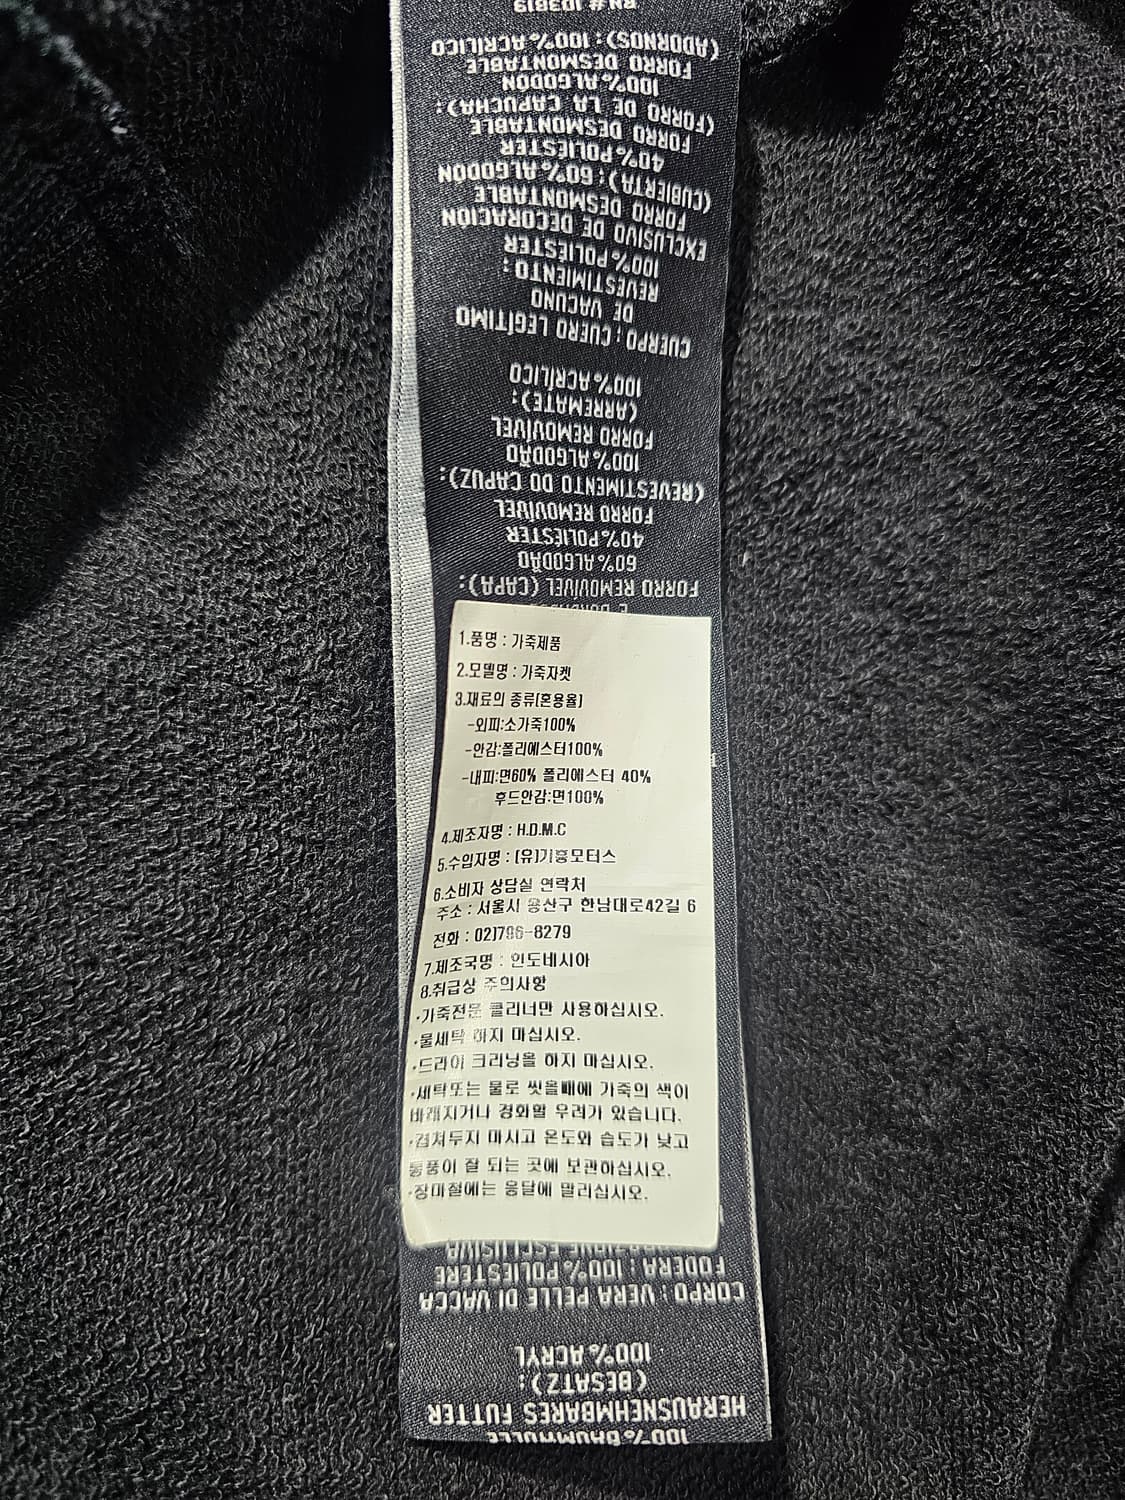 RN # 103819
(ADORNOS): 100% ACRÍLICO
FORRO DESMONTABLE
100% ALGODÓN
(FORRO DE LA CAPUCHA):
FORRO DESMONTABLE
40% POLIÉSTER
(CUBIERTA): 60% ALGODÓN
FORRO DESMONTABLE
EXCLUSIVO DE DECORACIÓN
100% POLIÉSTER
REVESTIMIENTO:
DE VACUNO
CUERPO: CUERO LEGÍTIMO
100% ACRÍLICO
(ARREMATE):
FORRO REMOVÍVEL
100% ALGODÃO
(REVESTIMENTO DO CAPUZ):
FORRO REMOVÍVEL
40% POLIÉSTER
60% ALGODÃO
FORRO REMOVÍVEL (CAPA):
1.품명 : 가죽제품
2.모델명 : 가죽자켓
3.재료의 종류[혼용율]
-외피:소가죽100%
-안감:폴리에스터100%
-내피:면60% 폴리에스터 40%
후드안감:면100%
4.제조자명 : H.D.M.C
5.수입자명 : (유)기흥모터스
6.소비자 상담실 연락처
주소 : 서울시 용산구 한남대로42길 6
전화 : 02)796-8279
7.제조국명 : 인도네시아
8.취급상 주의사항
·가죽전문 클리너만 사용하십시오.
·물세탁 하지 마십시오.
·드라이 크리닝을 하지 마십시오.
·세탁또는 물로 씻을때에 가죽의 색이
바래지거나 경화할 우려가 있습니다.
·겹쳐두지 마시고 온도와 습도가 낮고
통풍이 잘 되는 곳에 보관하십시오.
·장마철에는 응달에 말리십시오.
ESCLUSIVA
FODERA: 100% POLIESTERE
CORPO: VERA PELLE DI VACCA
100% ACRYL
(BESATZ):
HERAUSNEHMBARES FUTTER
100% BAUMWOLLE